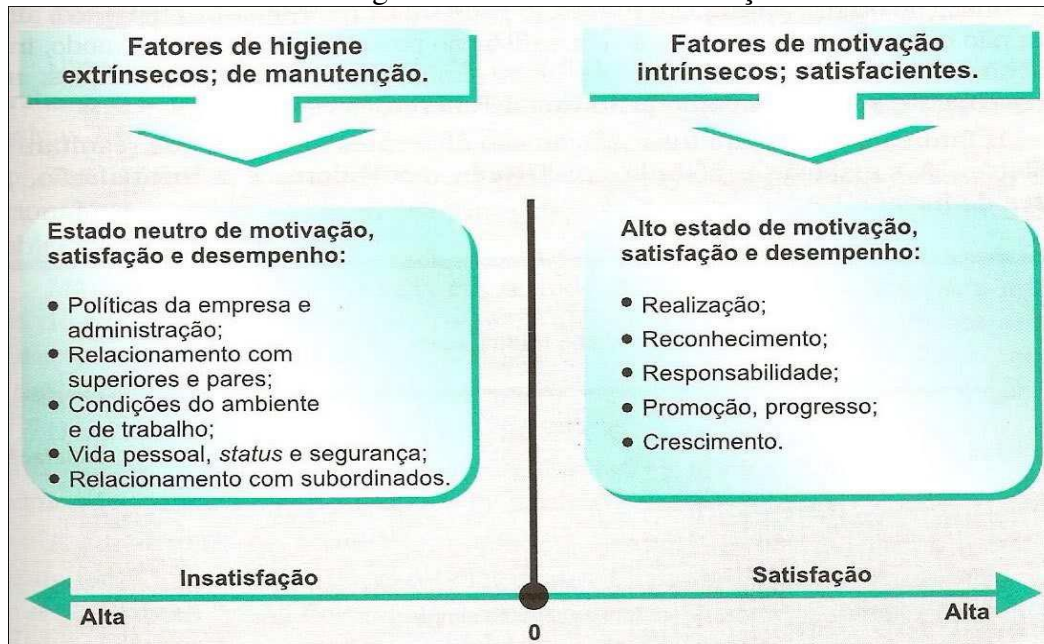 Fatores de higiene
extrínsecos; de manutenção.
Fatores de motivação
intrínsecos; satisfacientes.
Estado neutro de motivação,
satisfação e desempenho:
• Políticas da empresa e
administração;
• Relacionamento com
superiores e pares;
• Condições do ambiente
e de trabalho;
• Vida pessoal, status e segurança;
• Relacionamento com subordinados.
Alto estado de motivação,
satisfação e desempenho:
• Realização;
• Reconhecimento;
• Responsabilidade;
• Promoção, progresso;
• Crescimento.
Insatisfação
Satisfação
Alta
0
Alta